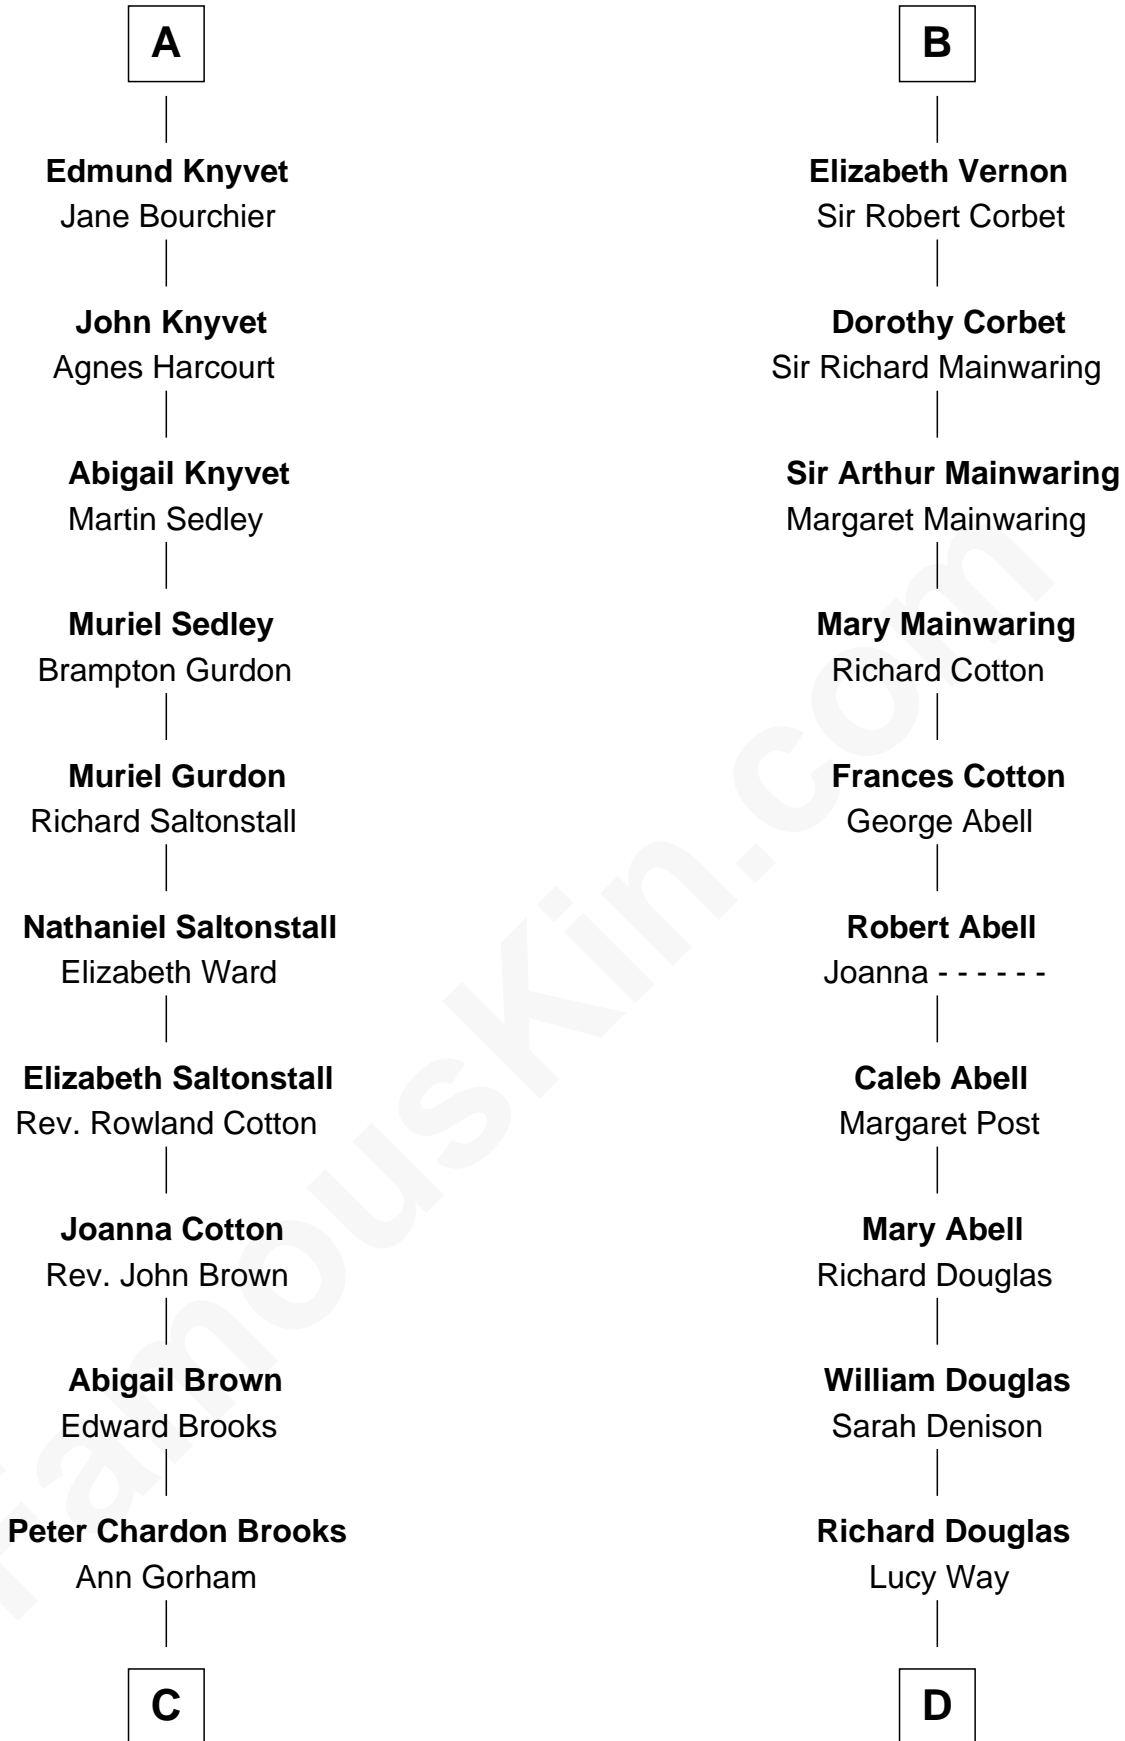 A
Edmund Knyvet
Jane Bourchier
John Knyvet
Agnes Harcourt
Abigail Knyvet
Martin Sedley
Muriel Sedley
Brampton Gurdon
Muriel Gurdon
Richard Saltonstall
Nathaniel Saltonstall
Elizabeth Ward
Elizabeth Saltonstall
Rev. Rowland Cotton
Joanna Cotton
Rev. John Brown
Abigail Brown
Edward Brooks
Peter Chardon Brooks
Ann Gorham
C
B
Elizabeth Vernon
Sir Robert Corbet
Dorothy Corbet
Sir Richard Mainwaring
Sir Arthur Mainwaring
Margaret Mainwaring
Mary Mainwaring
Richard Cotton
Frances Cotton
George Abell
Robert Abell
Joanna - - - - - -
Caleb Abell
Margaret Post
Mary Abell
Richard Douglas
William Douglas
Sarah Denison
Richard Douglas
Lucy Way
D
FamousKin.com